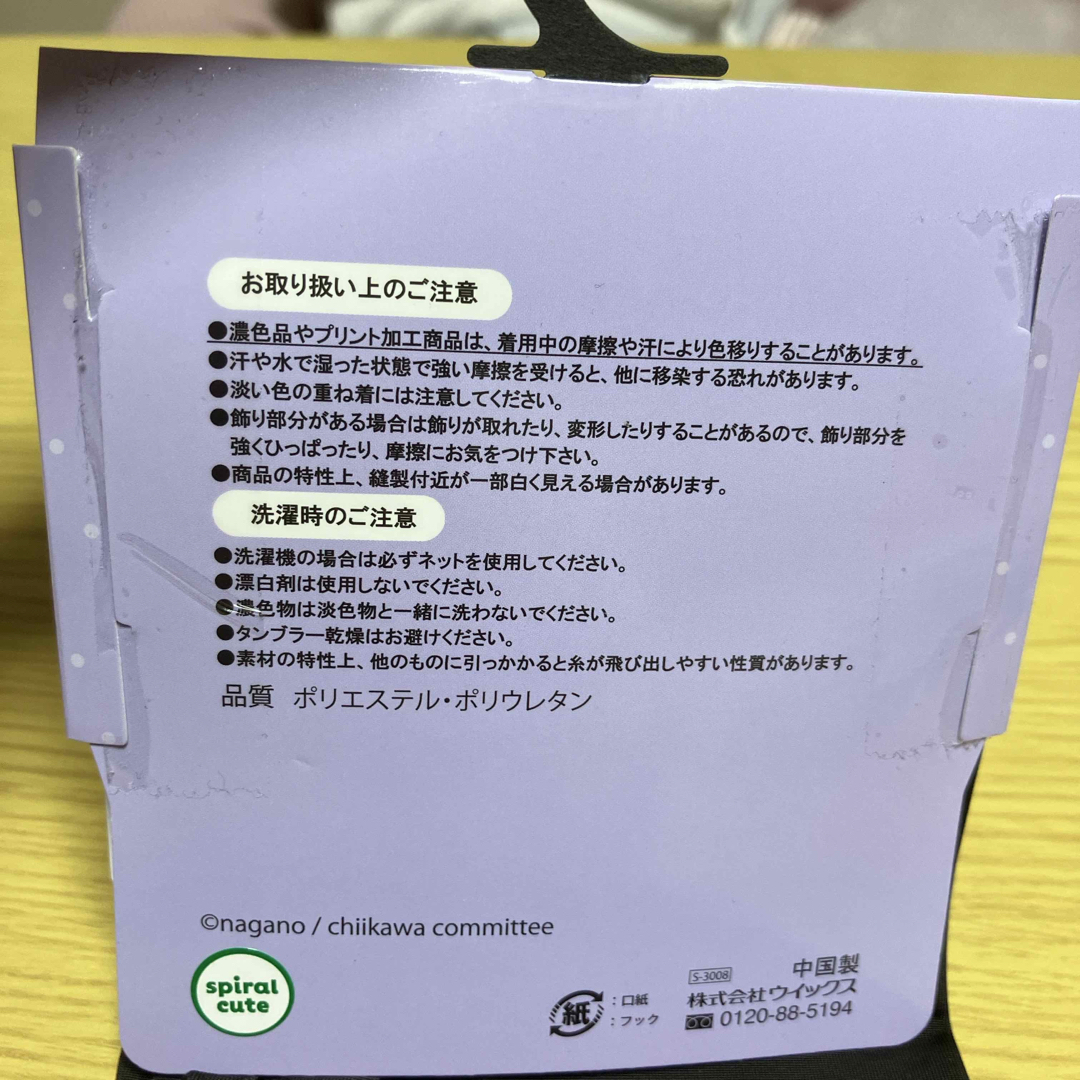 お取り扱い上のご注意
●濃色品やプリント加工商品は、着用中の摩擦や汗により色移りすることがあります。
●汗や水で湿った状態で強い摩擦を受けると、他に移染する恐れがあります。
●淡い色の重ね着には注意してください。
●飾り部分がある場合は飾りが取れたり、変形したりすることがあるので、飾り部分を
強くひっぱったり、摩擦にお気をつけ下さい。
●商品の特性上、縫製付近が一部白く見える場合があります。
洗濯時のご注意
●洗濯機の場合は必ずネットを使用してください。
●漂白剤は使用しないでください。
●濃色物は淡色物と一緒に洗わないでください。
●タンブラー乾燥はお避けください。
●素材の特性上、他のものに引っかかると糸が飛び出しやすい性質があります。
品質 ポリエステル・ポリウレタン
©nagano / chiikawa committee
spiral
cute
紙
:口紙
:フック
S-3008
中国製
株式会社ウイックス
0120-88-5194